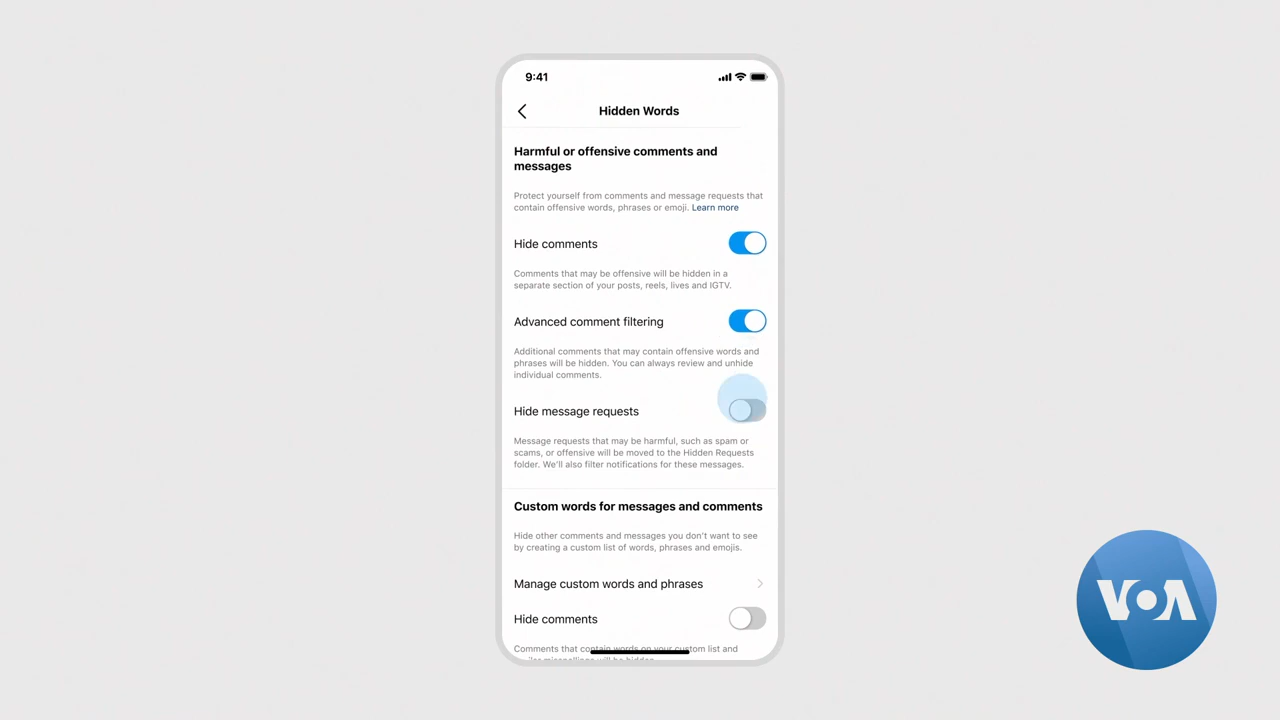 9:41
Hidden Words
Harmful or offensive comments and
messages
Protect yourself from comments and message requests that
contain offensive words, phrases or emoji. Learn more
Hide comments
Comments that may be offensive will be hidden in a
separate section of your posts, reels, lives and IGTV.
Advanced comment filtering
Additional comments that may contain offensive words and
phrases will be hidden. You can always review and unhide
individual comments.
Hide message requests
Message requests that may be harmful, such as spam or
scams, or offensive will be moved to the Hidden Requests
folder. We'll also filter notifications for these messages.
Custom words for messages and comments
Hide other comments and messages you don't want to see
by creating a custom list of words, phrases and emojis.
Manage custom words and phrases
Hide comments
Comments that contain words on your custom list and
will be hidden
VOA